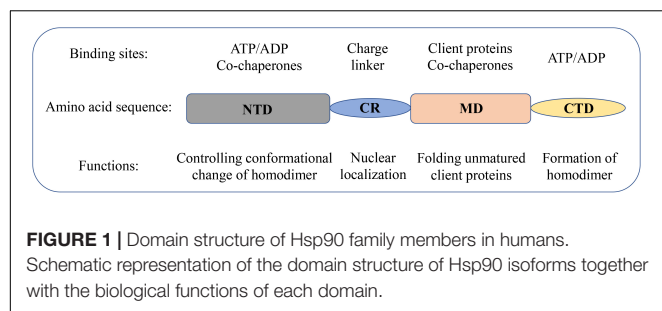 Binding sites: ATP/ADP Charge Client proteins ATP/ADP
Co-chaperones linker Co-chaperones
Amino acid sequence: NTD CR MD CTD
Functions: Controlling conformational Nuclear Folding unmatured Formation of
change of homodimer localization client proteins homodimer
FIGURE 1 | Domain structure of Hsp90 family members in humans.
Schematic representation of the domain structure of Hsp90 isoforms together
with the biological functions of each domain.